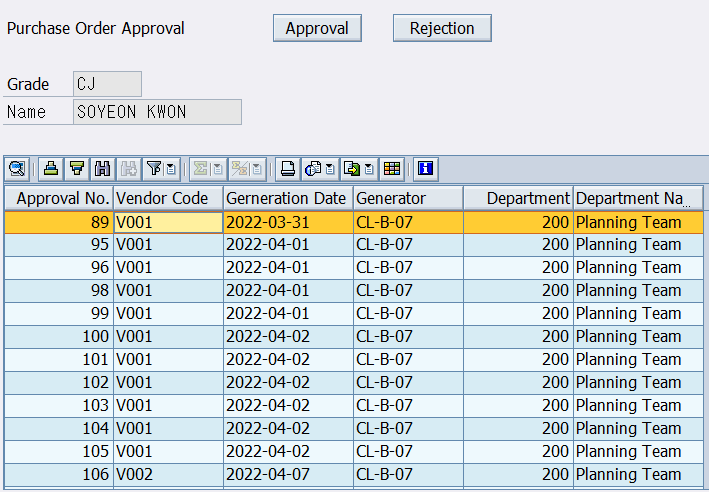 Purchase Order Approval Approval Rejection
Grade CJ
Name SOYEON KWON
Approval No. Vendor Code Gerneration Date Generator Department Department Na...
89 V001 2022-03-31 CL-B-07 200 Planning Team
95 V001 2022-04-01 CL-B-07 200 Planning Team
96 V001 2022-04-01 CL-B-07 200 Planning Team
98 V001 2022-04-01 CL-B-07 200 Planning Team
99 V001 2022-04-01 CL-B-07 200 Planning Team
100 V001 2022-04-02 CL-B-07 200 Planning Team
101 V001 2022-04-02 CL-B-07 200 Planning Team
102 V001 2022-04-02 CL-B-07 200 Planning Team
103 V001 2022-04-02 CL-B-07 200 Planning Team
104 V001 2022-04-02 CL-B-07 200 Planning Team
105 V001 2022-04-02 CL-B-07 200 Planning Team
106 V002 2022-04-07 CL-B-07 200 Planning Team